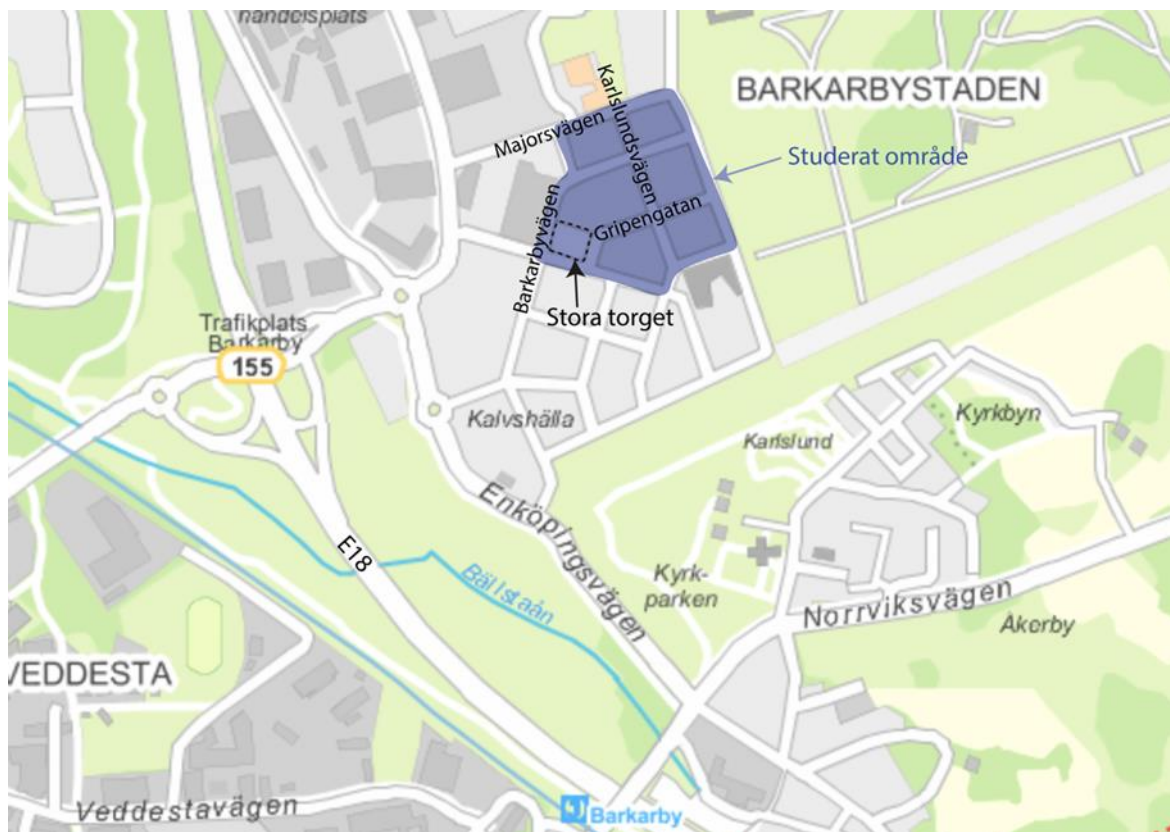 handelsplats
BARKARBYSTADEN
Karlslundsvägen
Majorsvägen
Studerat område
Barkarbyvägen
Gripengatan
Stora torget
Trafikplats
Barkarby
155
Kalvshälla
Kyrkbyn
Karlslund
Enköpingsvägen
E18
Bällstaån
Kyrk-
parken
Norrviksvägen
Åkerby
VEDDESTA
Veddestavägen
Barkarby